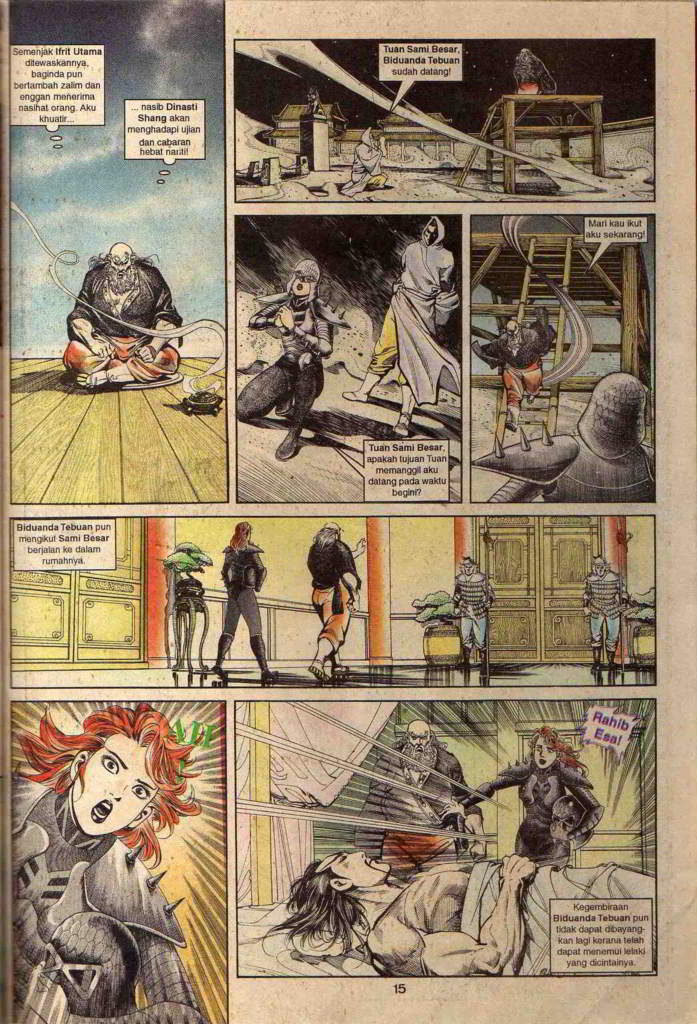 Semenjak Ifrit Utama
ditewaskannya,
baginda pun
bertambah zalim dan
enggan menerima
nasihat orang. Aku
khuatir...
... nasib Dinasti
Shang akan
menghadapi ujian
dan cabaran
hebat nanti!
Tuan Sami Besar,
Biduanda Tebuan
sudah datang!
Tuan Sami Besar,
apakah tujuan Tuan
memanggil aku
datang pada waktu
begini?
Mari kau ikut
aku sekarang!
Biduanda Tebuan pun
mengikut Sami Besar
berjalan ke dalam
rumahnya.
Rahib
Esa!
Kegembiraan
Biduanda Tebuan pun
tidak dapat dibayang-
kan lagi kerana telah
dapat menemui lelaki
yang dicintainya.
15